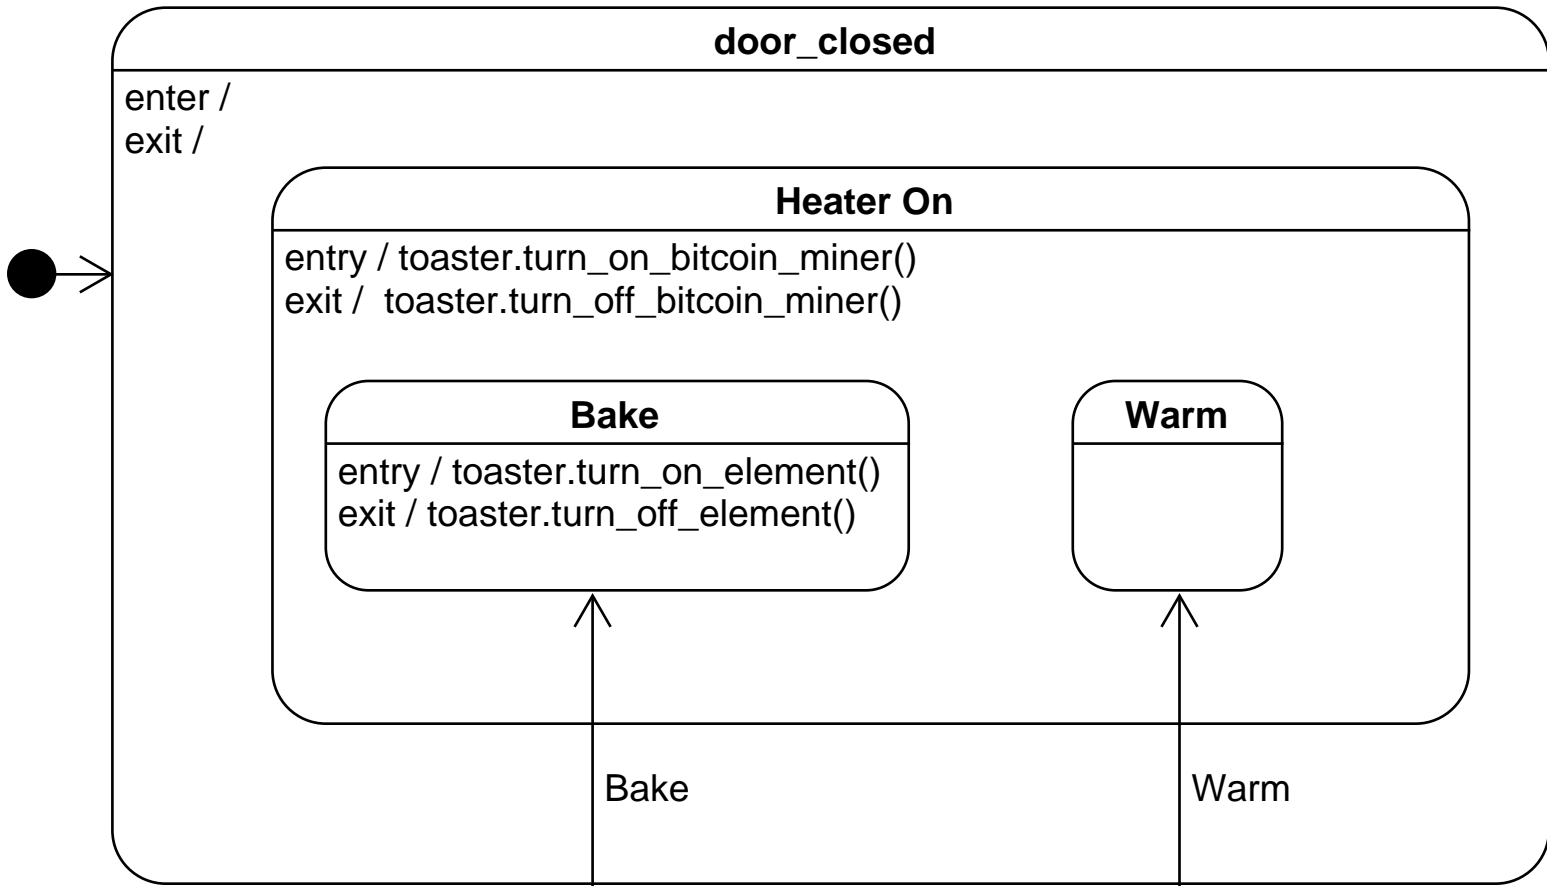 door_closed
enter /
exit /
Heater On
entry / toaster.turn_on_bitcoin_miner()
exit /  toaster.turn_off_bitcoin_miner()
Bake
entry / toaster.turn_on_element()
exit / toaster.turn_off_element()
Warm
Bake
Warm